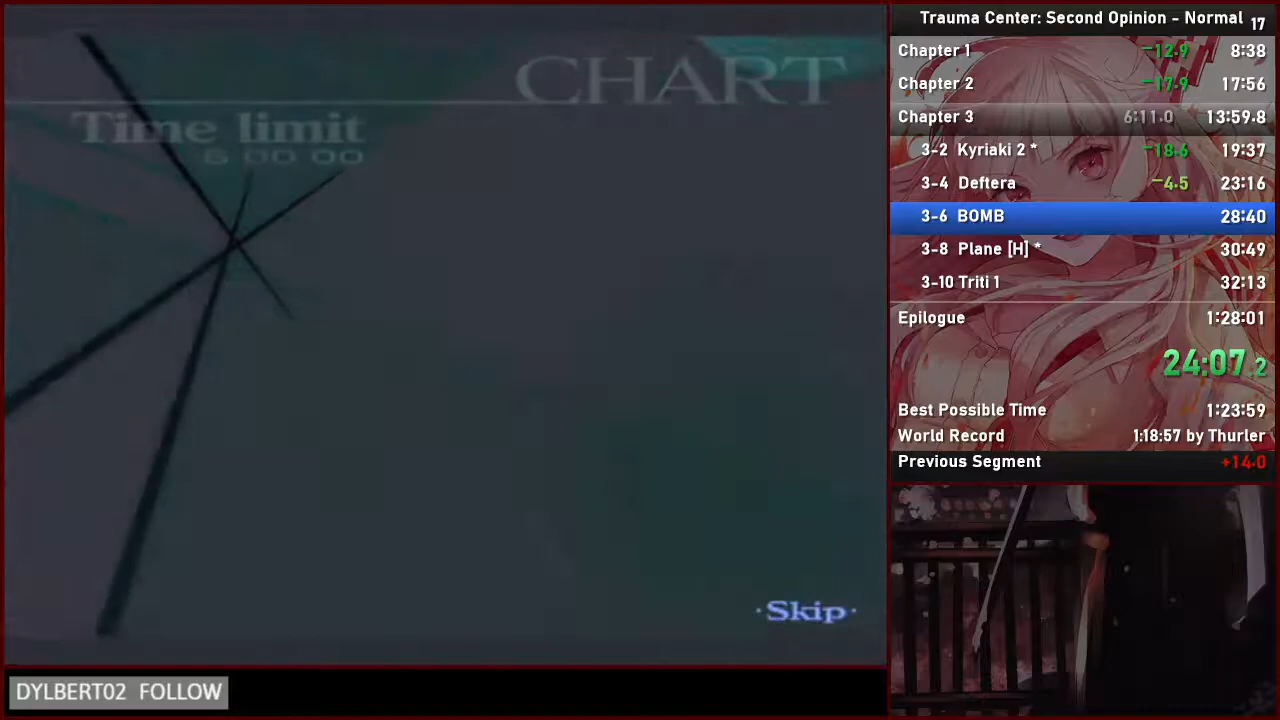 CHART
Time limit
5 00 00
·Skip·
DYLBERT02 FOLLOW
Trauma Center: Second Opinion - Normal 17
Chapter 1 -12.9 8:38
Chapter 2 -17.9 17:56
Chapter 3 6:11.0 13:59.8
3-2 Kyriaki 2 * -18.6 19:37
3-4 Deftera -4.5 23:16
3-6 BOMB 28:40
3-8 Plane [H] * 30:49
3-10 Triti 1 32:13
Epilogue 1:28:01
24:07.2
Best Possible Time 1:23:59
World Record 1:18:57 by Thurler
Previous Segment +14.0